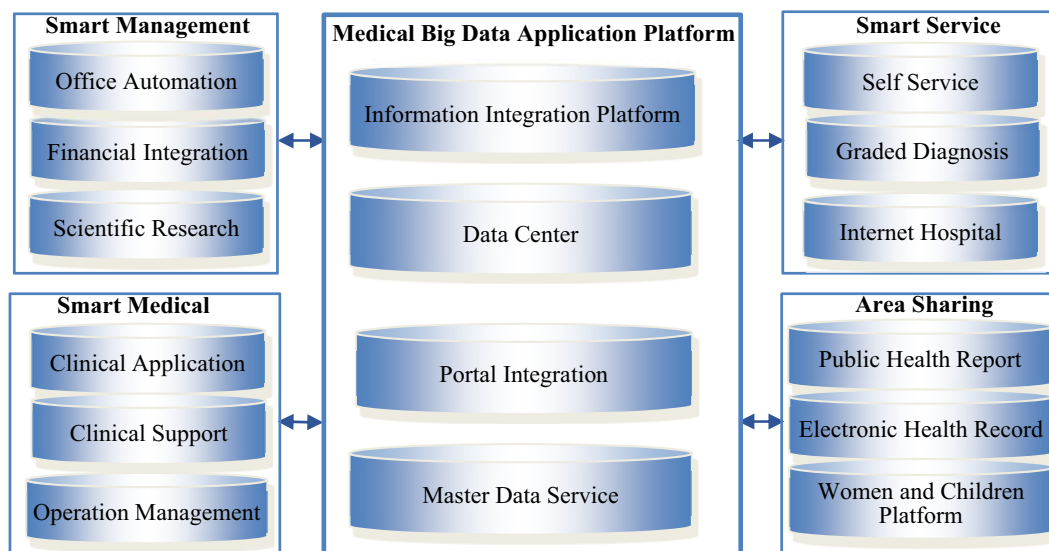 Smart Management
Office Automation
Financial Integration
Scientific Research
Smart Medical
Clinical Application
Clinical Support
Operation Management
Medical Big Data Application Platform
Information Integration Platform
Data Center
Portal Integration
Master Data Service
Smart Service
Self Service
Graded Diagnosis
Internet Hospital
Area Sharing
Public Health Report
Electronic Health Record
Women and Children
Platform